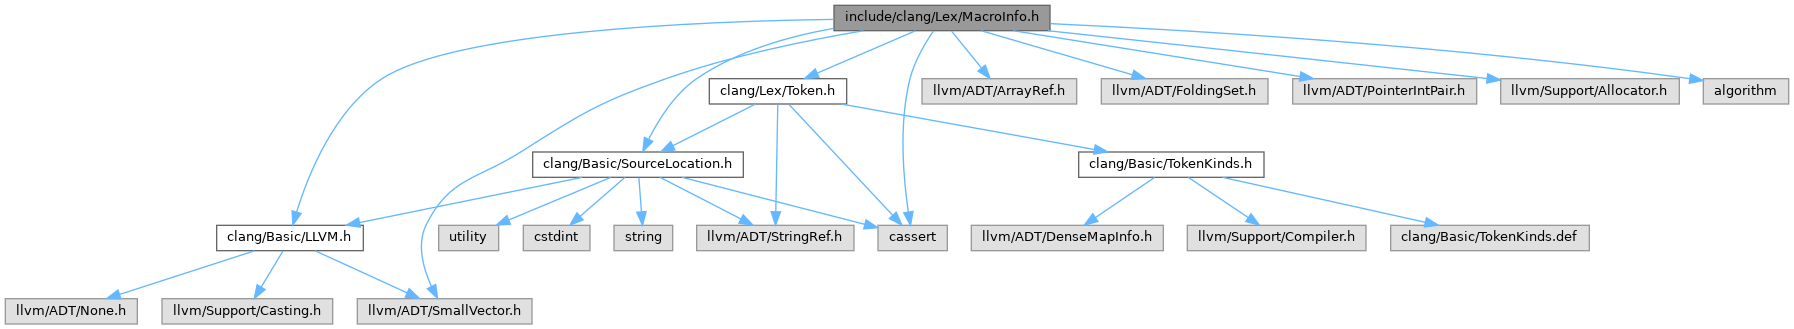 include/clang/Lex/MacroInfo.h
clang/Lex/Token.h
llvm/ADT/ArrayRef.h
llvm/ADT/FoldingSet.h
llvm/ADT/PointerIntPair.h
llvm/Support/Allocator.h
algorithm
clang/Basic/SourceLocation.h
clang/Basic/TokenKinds.h
clang/Basic/LLVM.h
utility
cstdint
string
llvm/ADT/StringRef.h
cassert
llvm/ADT/DenseMapInfo.h
llvm/Support/Compiler.h
clang/Basic/TokenKinds.def
llvm/ADT/None.h
llvm/Support/Casting.h
llvm/ADT/SmallVector.h